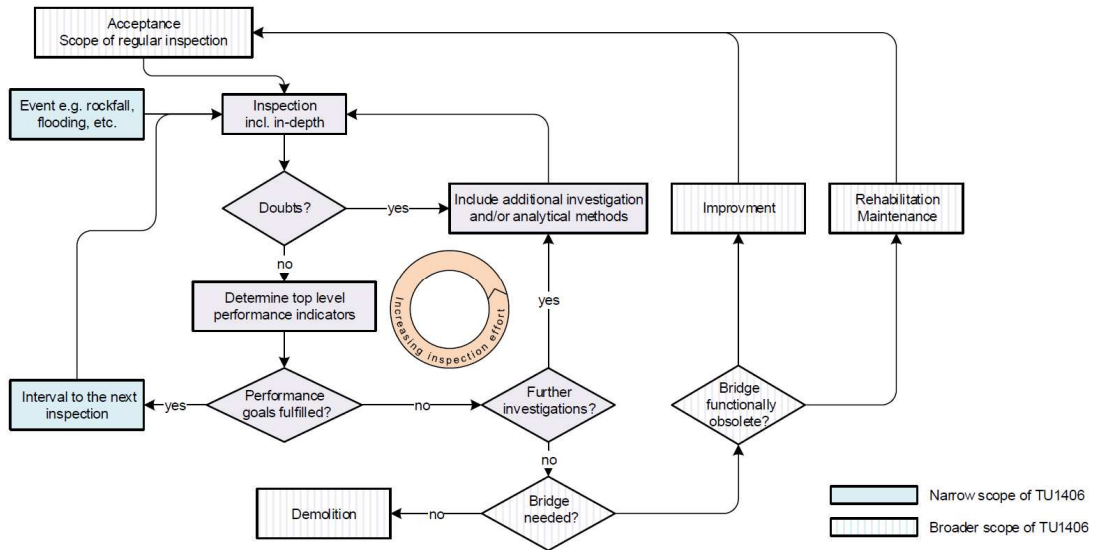 Acceptance
Scope of regular inspection
Event e.g. rockfall,
flooding, etc.
Inspection
incl. in-depth
Doubts?
yes
Include additional investigation
and/or analytical methods
Improvment
Rehabilitation
Maintenance
no
Determine top level
performance indicators
Increasing inspection effort
yes
Interval to the next
inspection
yes
Performance
goals fulfilled?
no
Further
investigations?
Bridge
functionally
obsolete?
no
Demolition
no
Bridge
needed?
Narrow scope of TU1406
Broader scope of TU1406